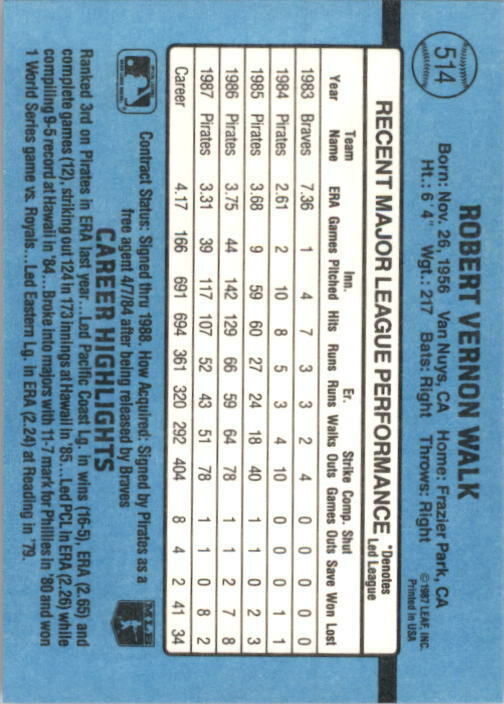 514
ROBERT VERNON WALK
Born: Nov. 26, 1956 Van Nuys, CA Home: Frazier Park, CA
Ht.: 6' 4" Wgt.: 217 Bats: Right Throws: Right
© 1987 LEAF, INC.
Printed in USA
RECENT MAJOR LEAGUE PERFORMANCE *Denotes
Led League
Team Inn. Er. Strike Comp. Shut
Year Name ERA Games Pitched Hits Runs Runs Walks Outs Games Outs Save Won Lost
1983 Braves 7.36 1 4 7 3 3 2 4 0 0 0 0 0
1984 Pirates 2.61 2 10 8 5 3 4 10 0 0 0 1 1
1985 Pirates 3.68 9 59 60 27 24 18 40 1 1 0 2 3
1986 Pirates 3.75 44 142 129 66 59 64 78 1 1 2 7 8
1987 Pirates 3.31 39 117 107 52 43 51 78 1 1 0 8 2
Career 4.17 166 691 694 361 320 292 404 8 4 2 41 34
Contract Status: Signed thru 1988. How Acquired: Signed by Pirates as a
free agent 4/7/84 after being released by Braves
MLB
CAREER HIGHLIGHTS
Ranked 3rd on Pirates in ERA last year...Led Pacific Coast Lg. in wins (16-5), ERA (2.65) and
complete games (12), striking out 124 in 173 innings at Hawaii in '85...Led PCL in ERA (2.26) while
compiling 9-5 record at Hawaii in '84...Broke into majors with 11-7 mark for Phillies in '80 and won
1 World Series game vs. Royals...Led Eastern Lg. in ERA (2.24) at Reading in '79.